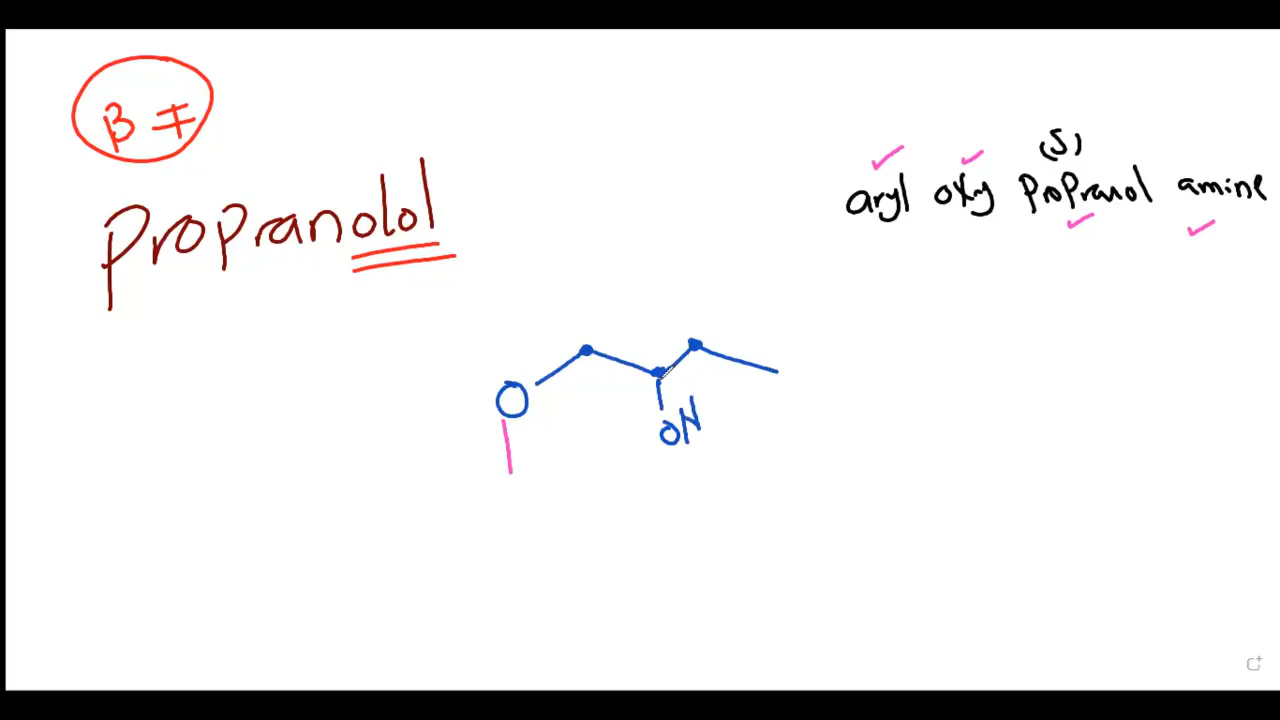 β ∓
Propranolol
(S)
aryl oxy Propranol amine
O
OH